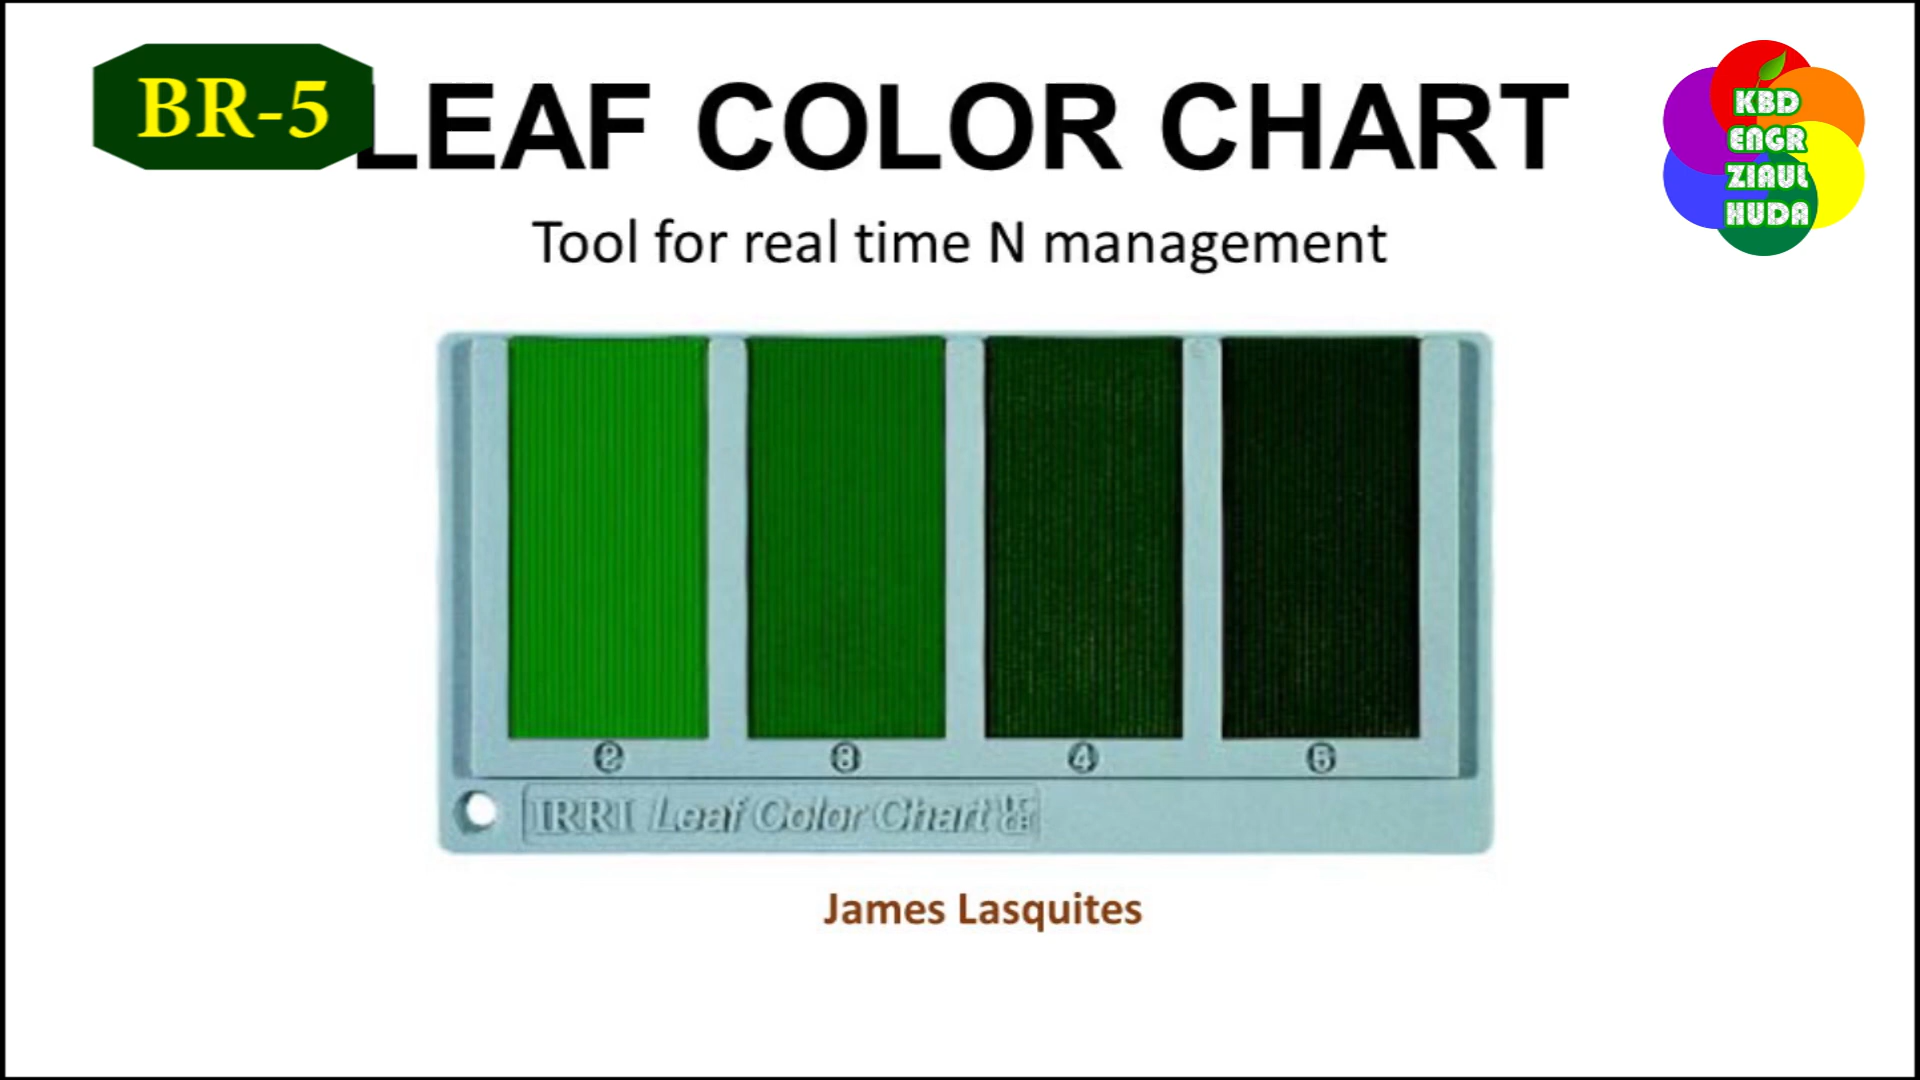 BR-5
LEAF COLOR CHART
KBD
ENGR
ZIAUL
HUDA
Tool for real time N management
2 3 4 5
IRRI Leaf Color Chart
James Lasquites